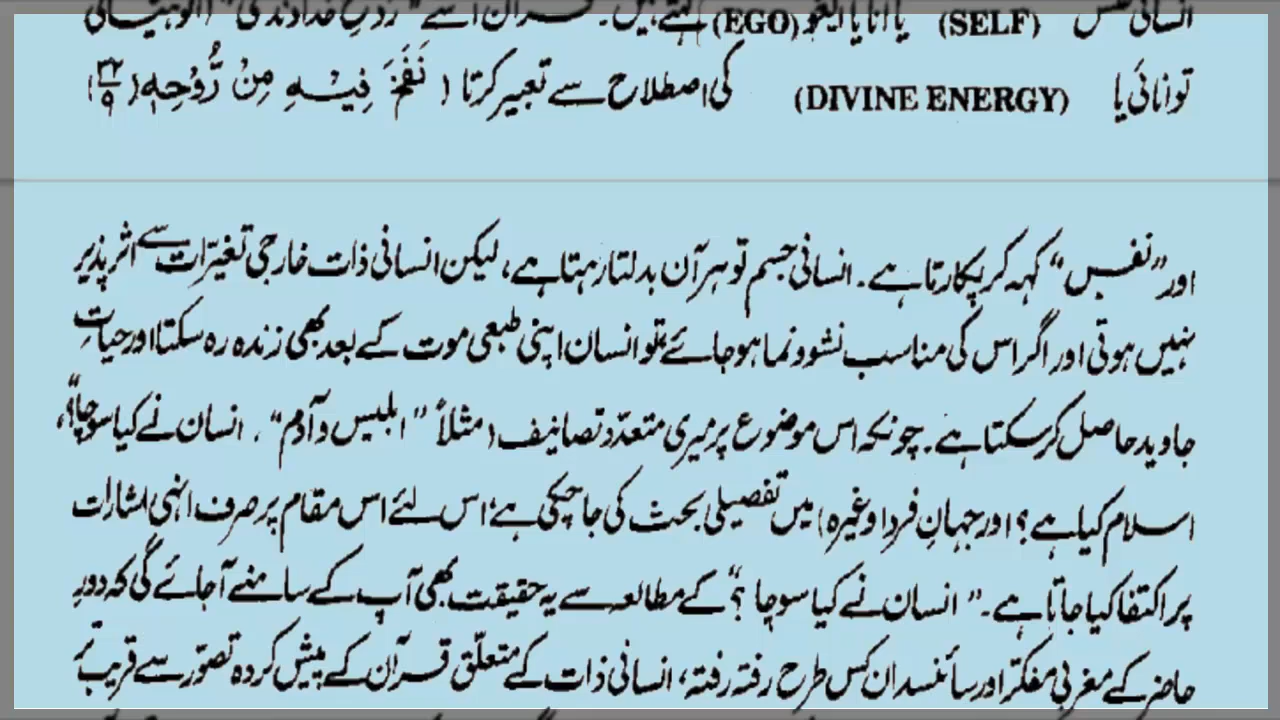 انسانی نفس (SELF) یا انا یا ایغو (EGO) کہتے ہیں۔ قرآن اسے "روحِ خداوندی" (الوہیاتی
توانائی یا (DIVINE ENERGY) کی اصطلاح سے تعبیر کرتا (نَفَخَ فِیْہِ مِنْ رُّوْحِہٖ) (۳۲/۹)
اور "نفس" کہہ کر پکارتا ہے۔ انسانی جسم تو ہر آن بدلتا رہتا ہے، لیکن انسانی ذات خارجی تغیرات سے اثر پذیر
نہیں ہوتی اور اگر اس کی مناسب نشوونما ہو جائے تو انسان اپنی طبعی موت کے بعد بھی زندہ رہ سکتا اور حیاتِ
جاوید حاصل کر سکتا ہے۔ چونکہ اس موضوع پر میری متعدد تصانیف (مثلاً "ابلیس و آدم"، انسان نے کیا سوچا؟"،
اسلام کیا ہے؟ اور جہانِ فردا وغیرہ) میں تفصیلی بحث کی جا چکی ہے؛ اس لئے اس مقام پر صرف انہی اشارات
پر اکتفا کیا جاتا ہے۔ "انسان نے کیا سوچا؟" کے مطالعہ سے یہ حقیقت بھی آپ کے سامنے آ جائے گی کہ دورِ
حاضر کے مغربی مفکر اور سائنسدان کس طرح رفتہ رفتہ، انسانی ذات کے متعلق قرآن کے پیش کردہ تصوّر سے قریب تر